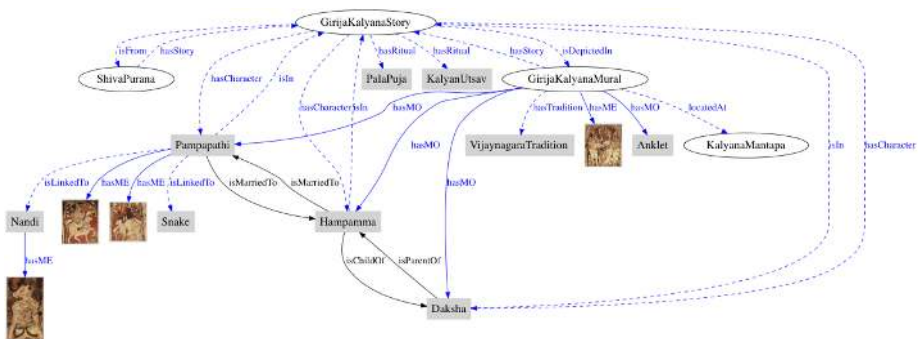 GirijaKalyanaStory
isFrom
hasStory
hasStory
isDepictedIn
hasRitual
hasRitual
ShivaPurana
hasCharacter
isIn
PalaPuja
KalyanUtsav
GirijaKalyanaMural
hasCharacter
isIn
hasMO
hasMO
hasTradition
hasME
hasMO
locatedAt
isIn
hasCharacter
Pampapathi
VijaynagaraTradition
Anklet
KalyanaMantapa
hasMO
isLinkedTo
hasME
hasME
isLinkedTo
isMarriedTo
isMarriedTo
Nandi
Snake
Hampamma
hasME
isChildOf
isParentOf
Daksha